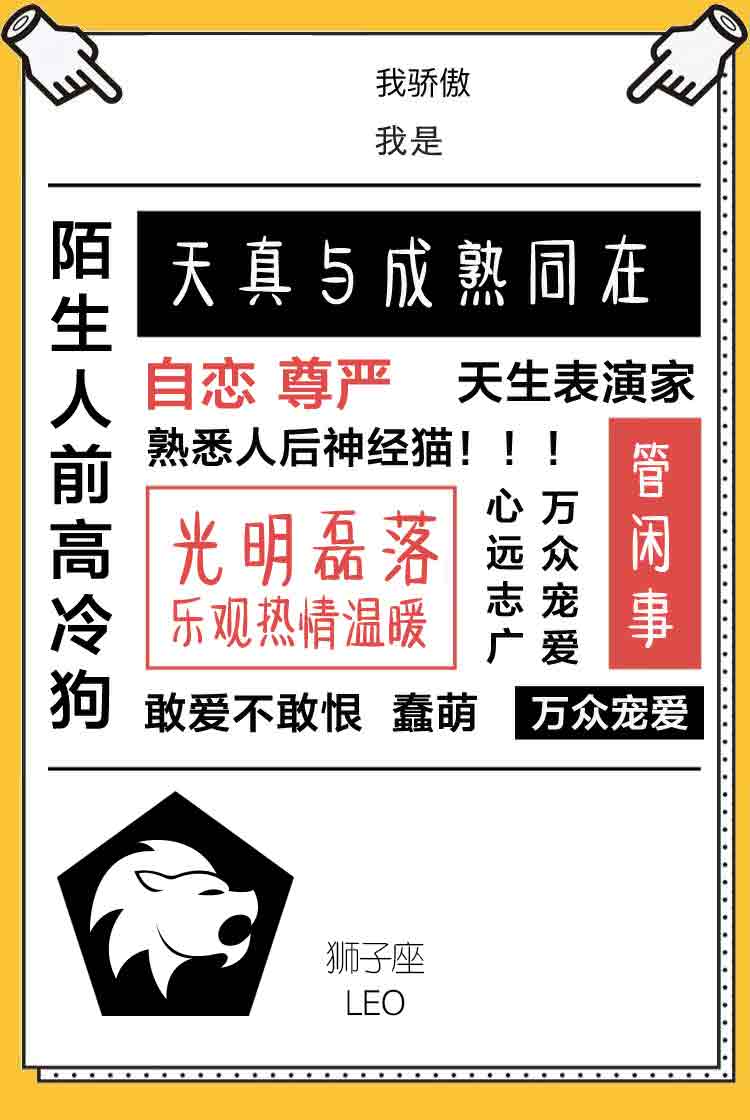 我骄傲
我是
陌生人前高冷狗
天真与成熟同在
自恋 尊严
天生表演家
熟悉人后神经猫！！！
光明磊落
乐观热情温暖
心远志广
万众宠爱
管闲事
敢爱不敢恨
蠢萌
万众宠爱
狮子座
LEO